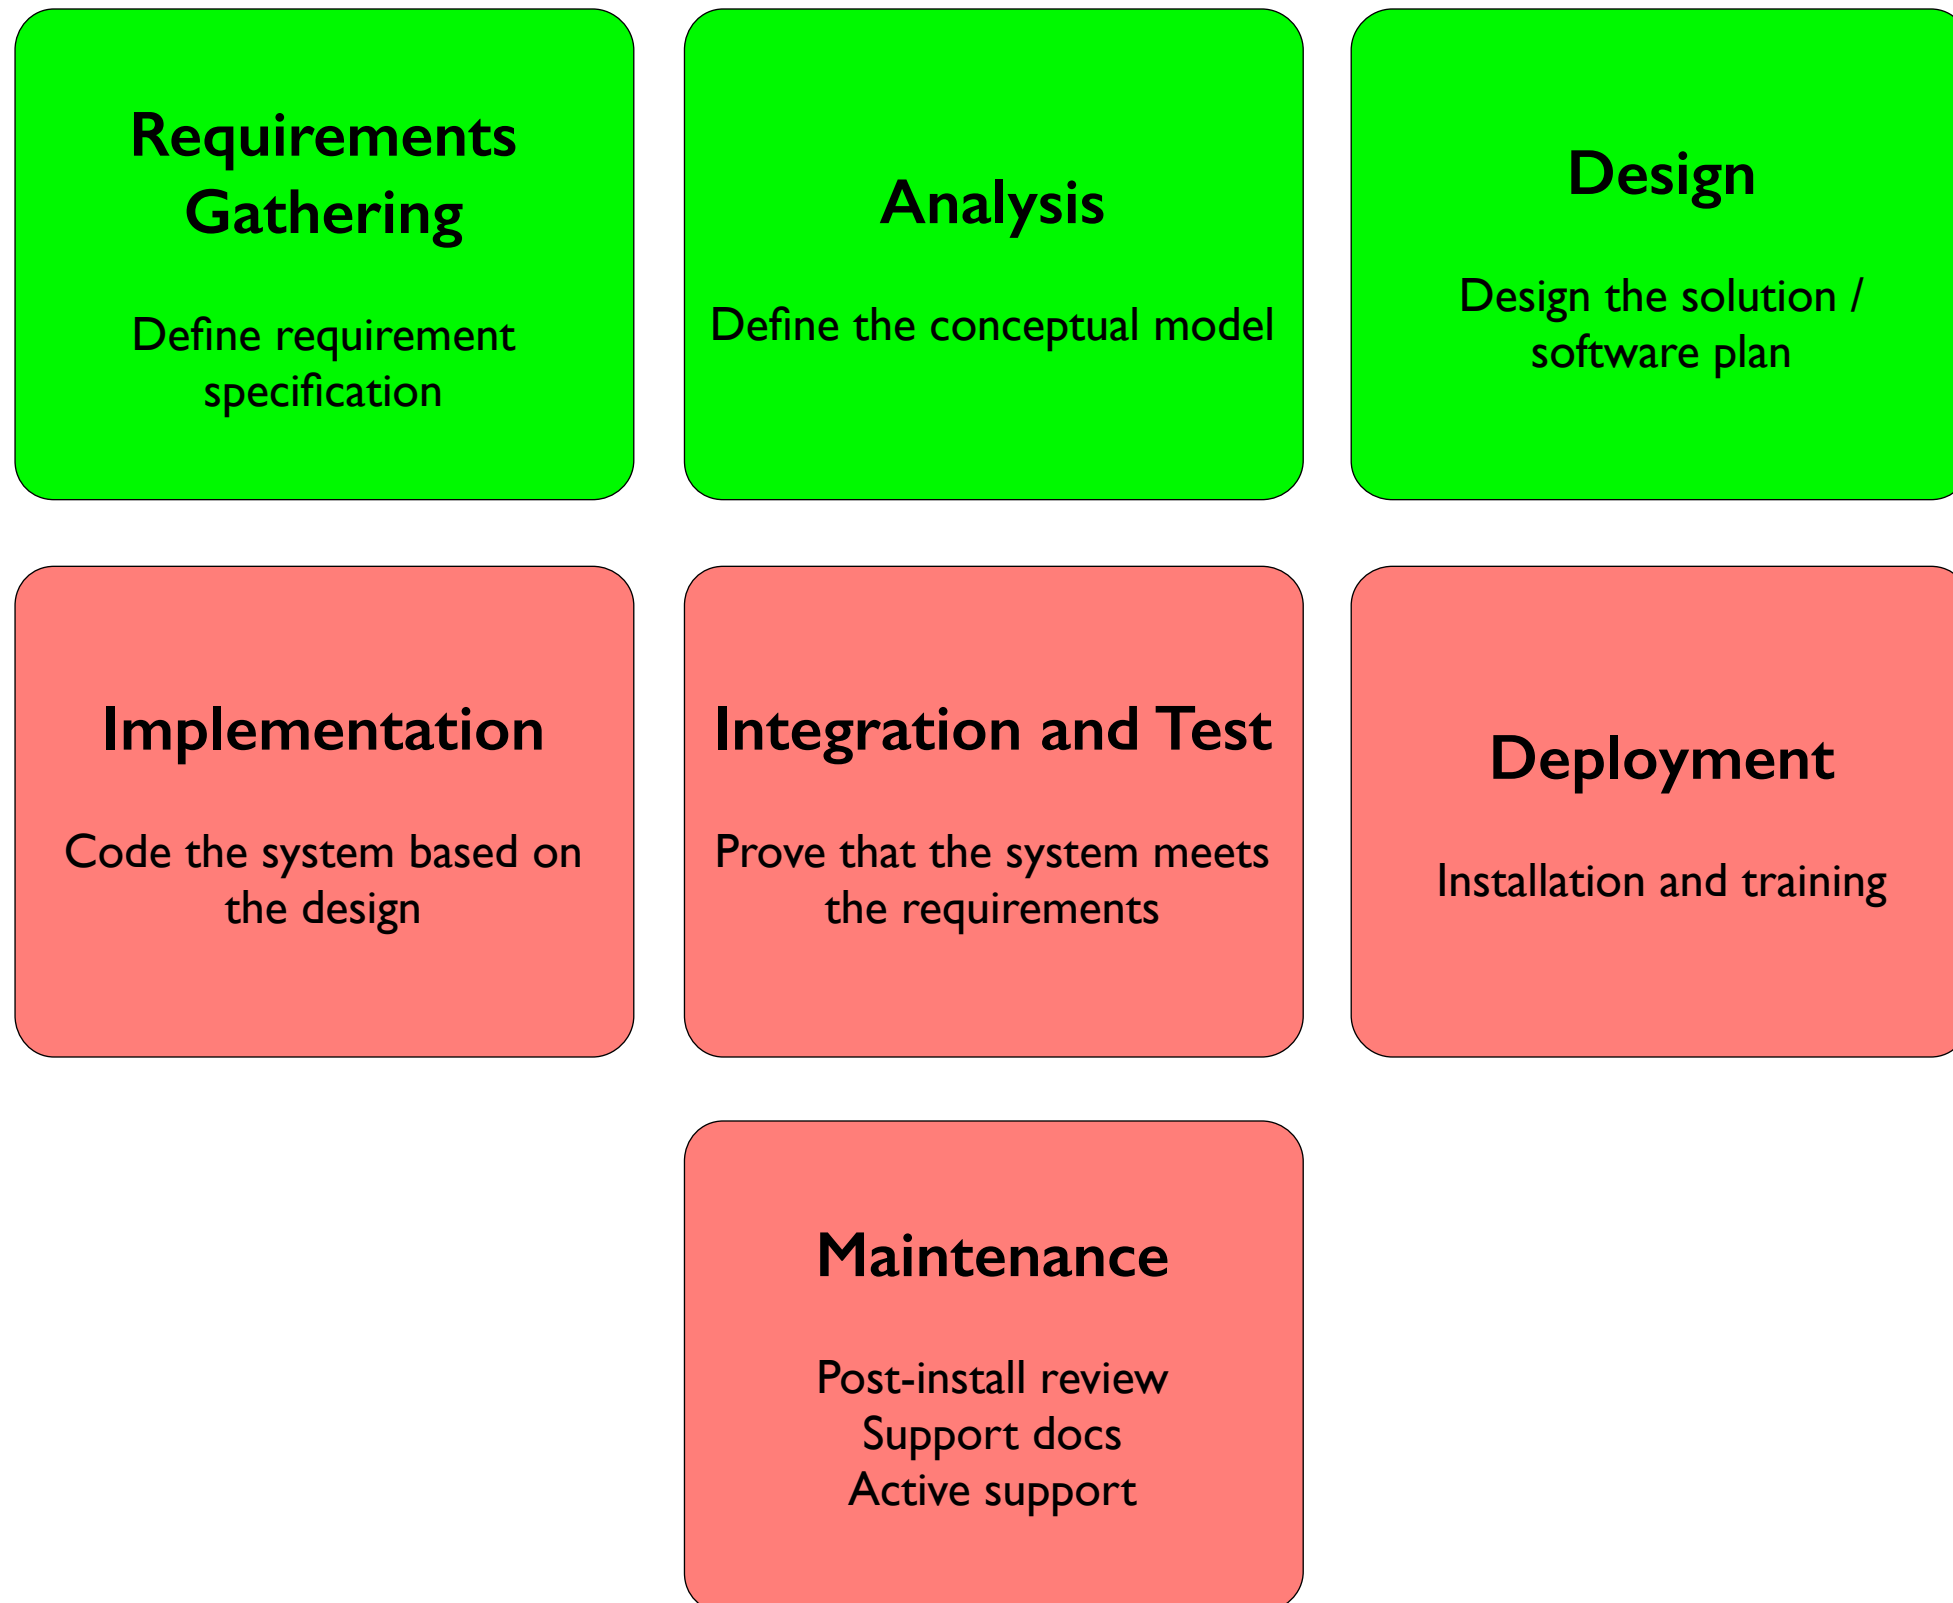 Requirements
Gathering
Define requirement
specification
Analysis
Define the conceptual model
Design
Design the solution /
software plan
Implementation
Code the system based on
the design
Integration and Test
Prove that the system meets
the requirements
Deployment
Installation and training
Maintenance
Post-install review
Support docs
Active support